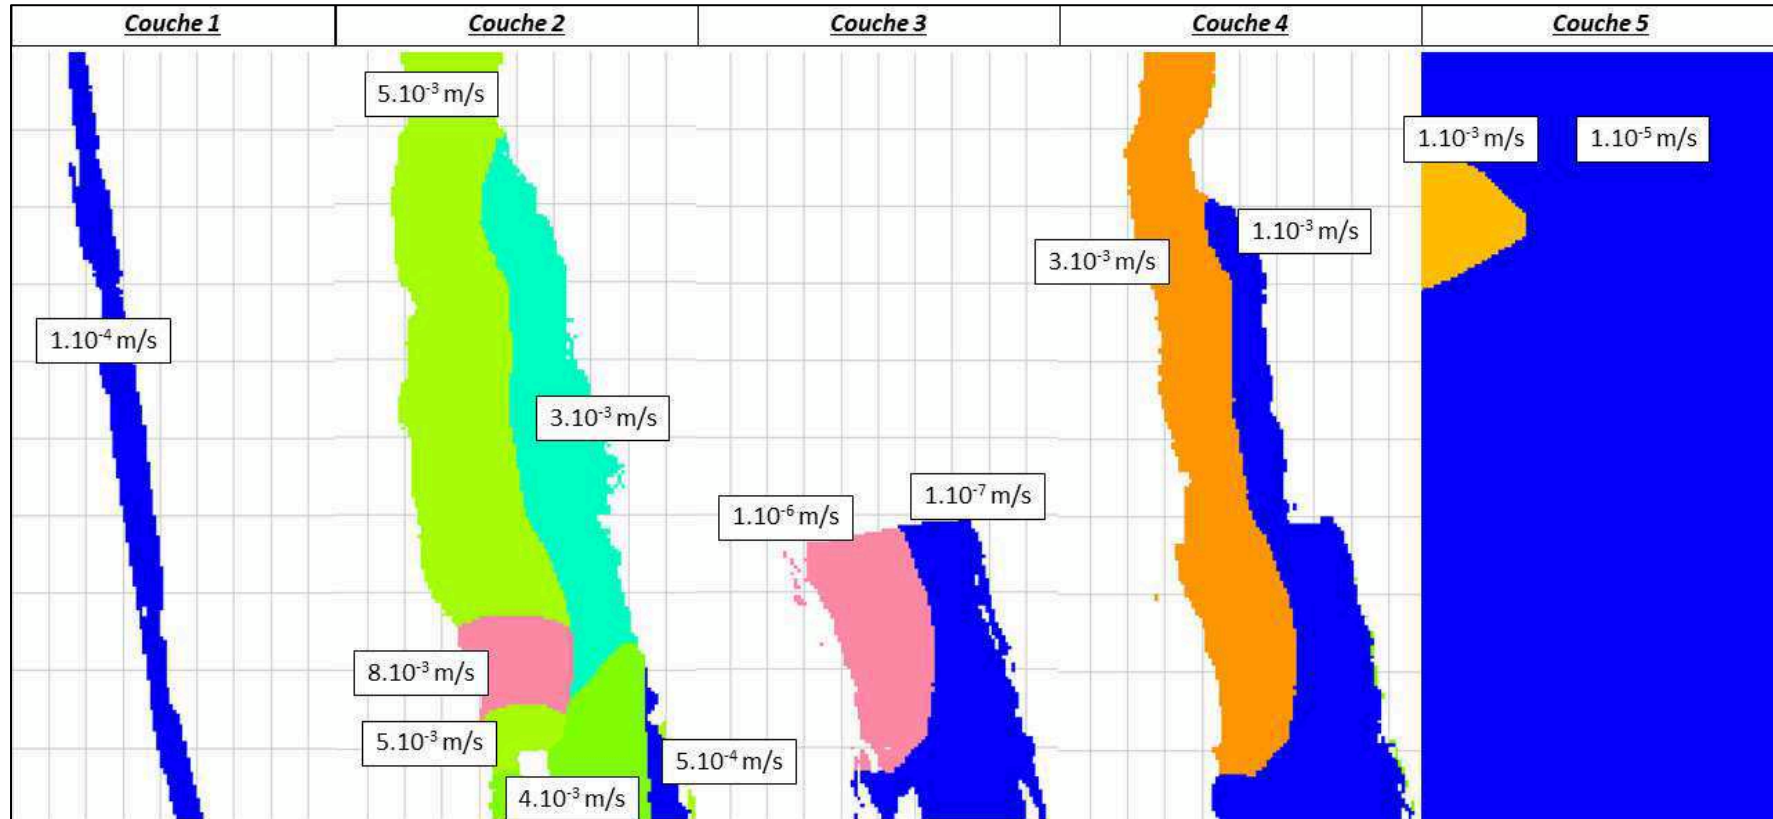 Couche 1
Couche 2
Couche 3
Couche 4
Couche 5
5.10⁻³ m/s
1.10⁻³ m/s
1.10⁻⁵ m/s
1.10⁻³ m/s
3.10⁻³ m/s
1.10⁻⁴ m/s
3.10⁻³ m/s
1.10⁻⁷ m/s
1.10⁻⁶ m/s
8.10⁻³ m/s
5.10⁻³ m/s
5.10⁻⁴ m/s
4.10⁻³ m/s